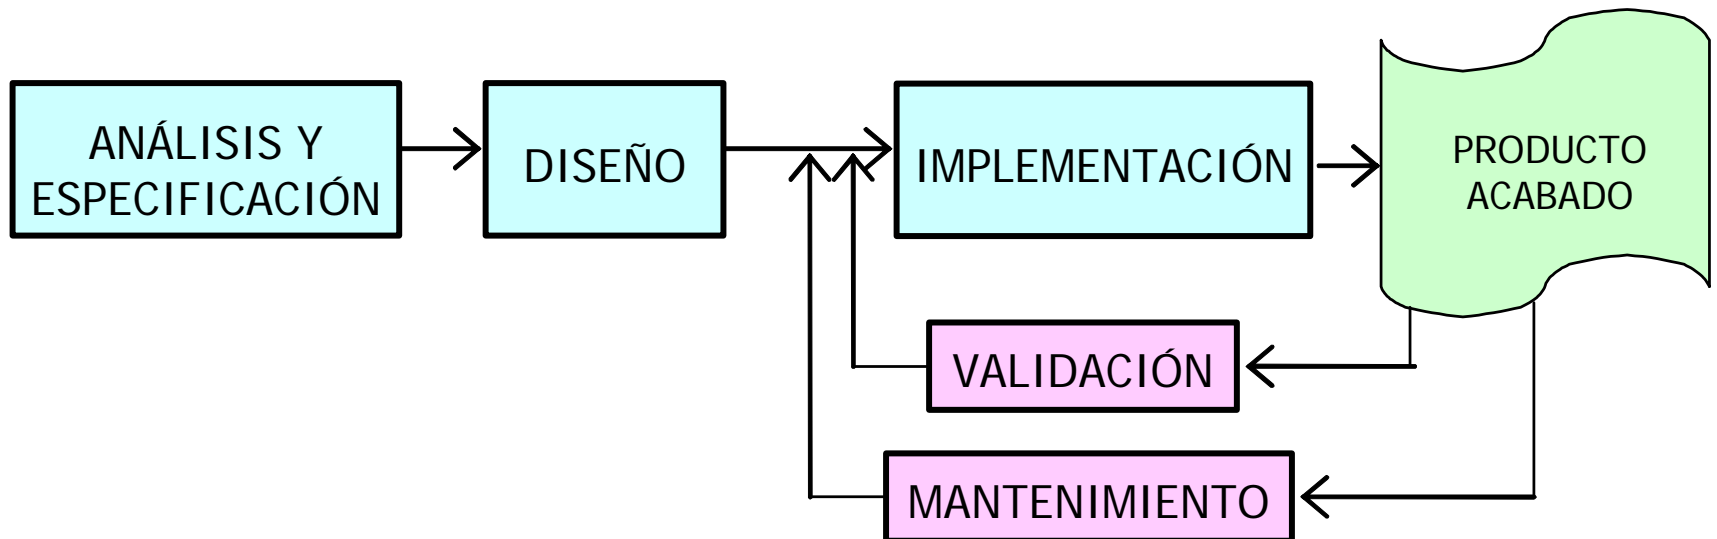 ANÁLISIS Y
ESPECIFICACIÓN
DISEÑO
IMPLEMENTACIÓN
PRODUCTO
ACABADO
VALIDACIÓN
MANTENIMIENTO